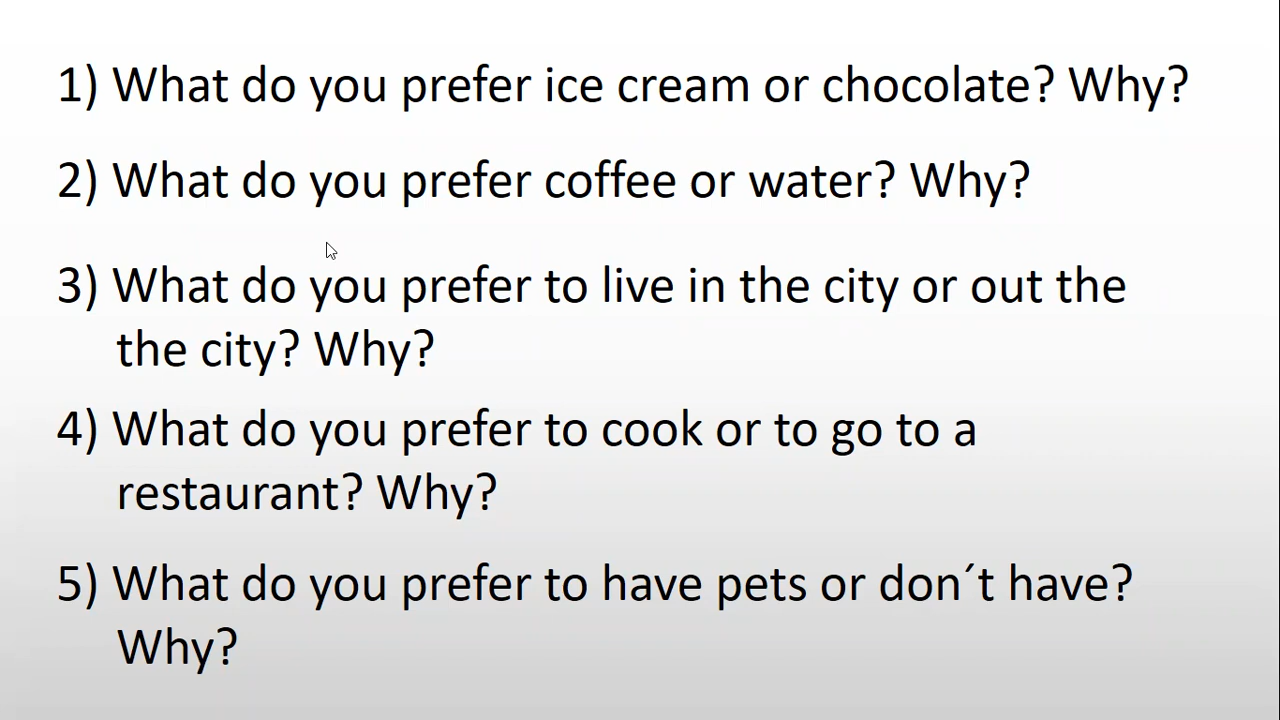 1) What do you prefer ice cream or chocolate? Why?
2) What do you prefer coffee or water? Why?
3) What do you prefer to live in the city or out the
the city? Why?
4) What do you prefer to cook or to go to a
restaurant? Why?
5) What do you prefer to have pets or don´t have?
Why?